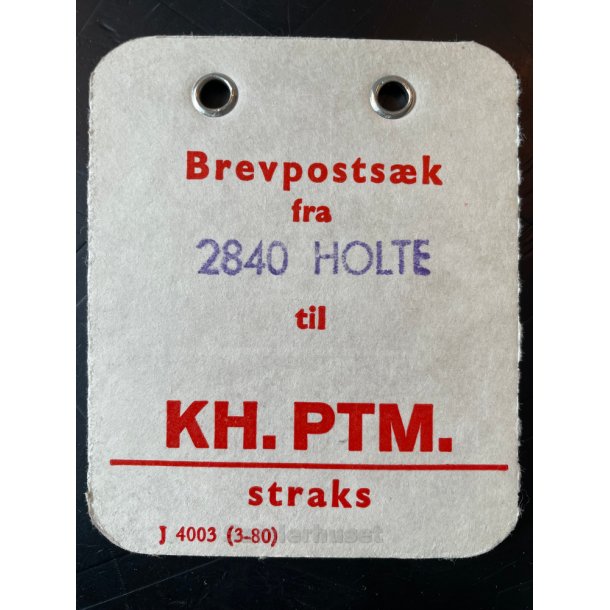 Brevpostsæk
fra
2840 HOLTE
til
KH. PTM.
straks
J 4003 (3-80)